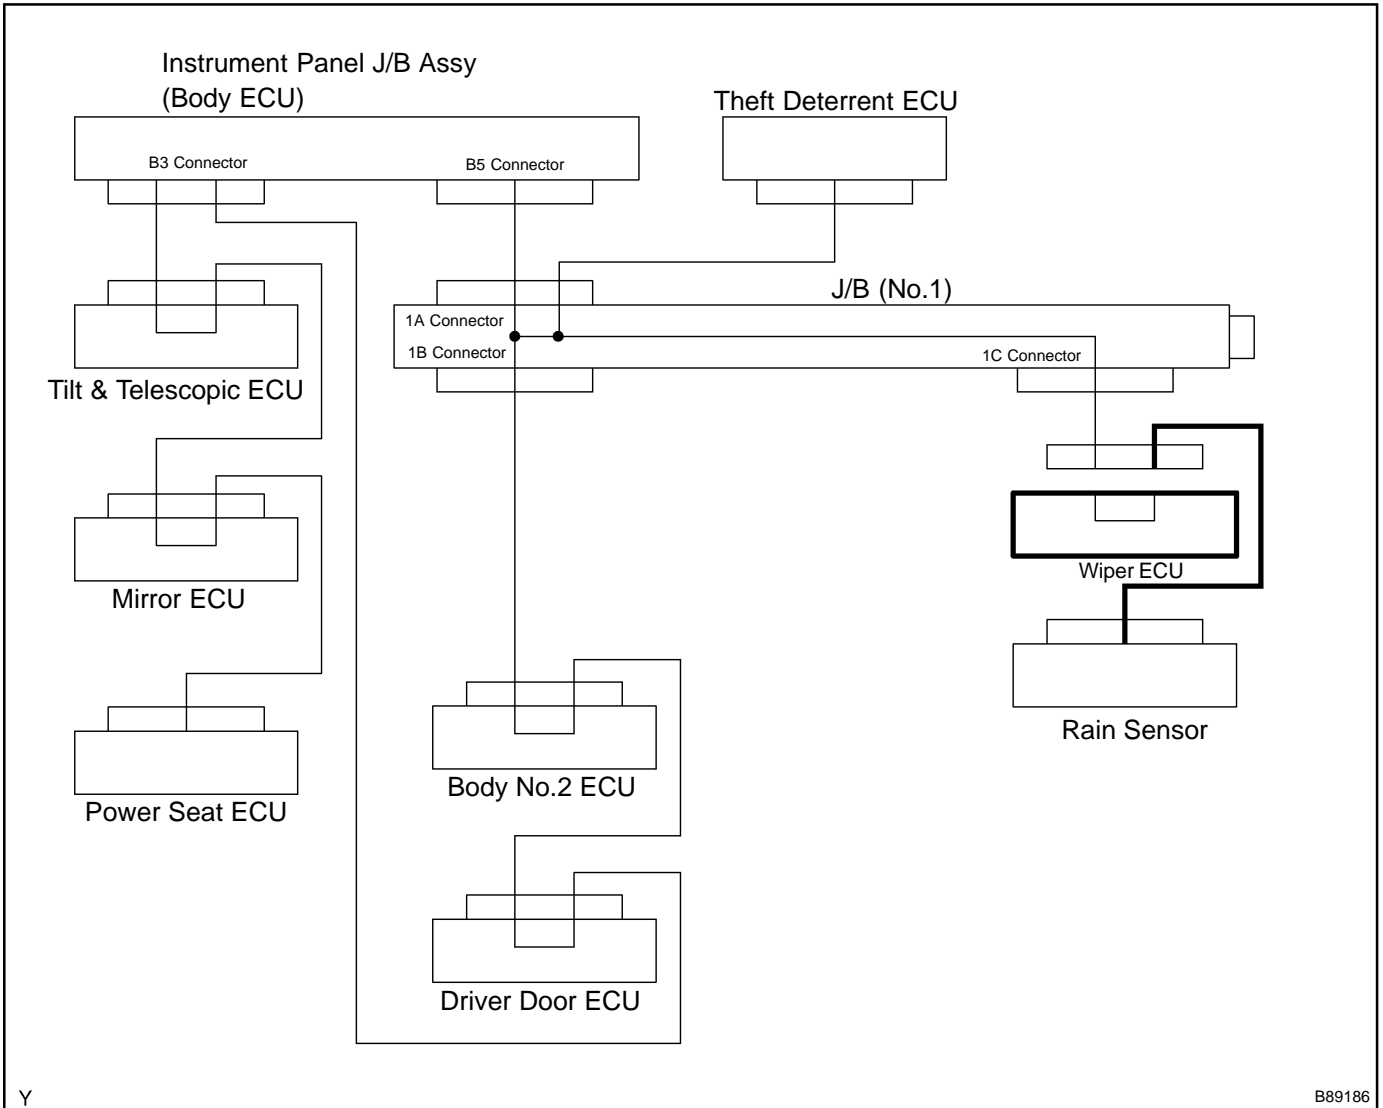 Instrument Panel J/B Assy
(Body ECU)
Theft Deterrent ECU
B3 Connector
B5 Connector
J/B (No.1)
1A Connector
1B Connector
1C Connector
Tilt & Telescopic ECU
Wiper ECU
Mirror ECU
Rain Sensor
Body No.2 ECU
Power Seat ECU
Driver Door ECU
Y
B89186